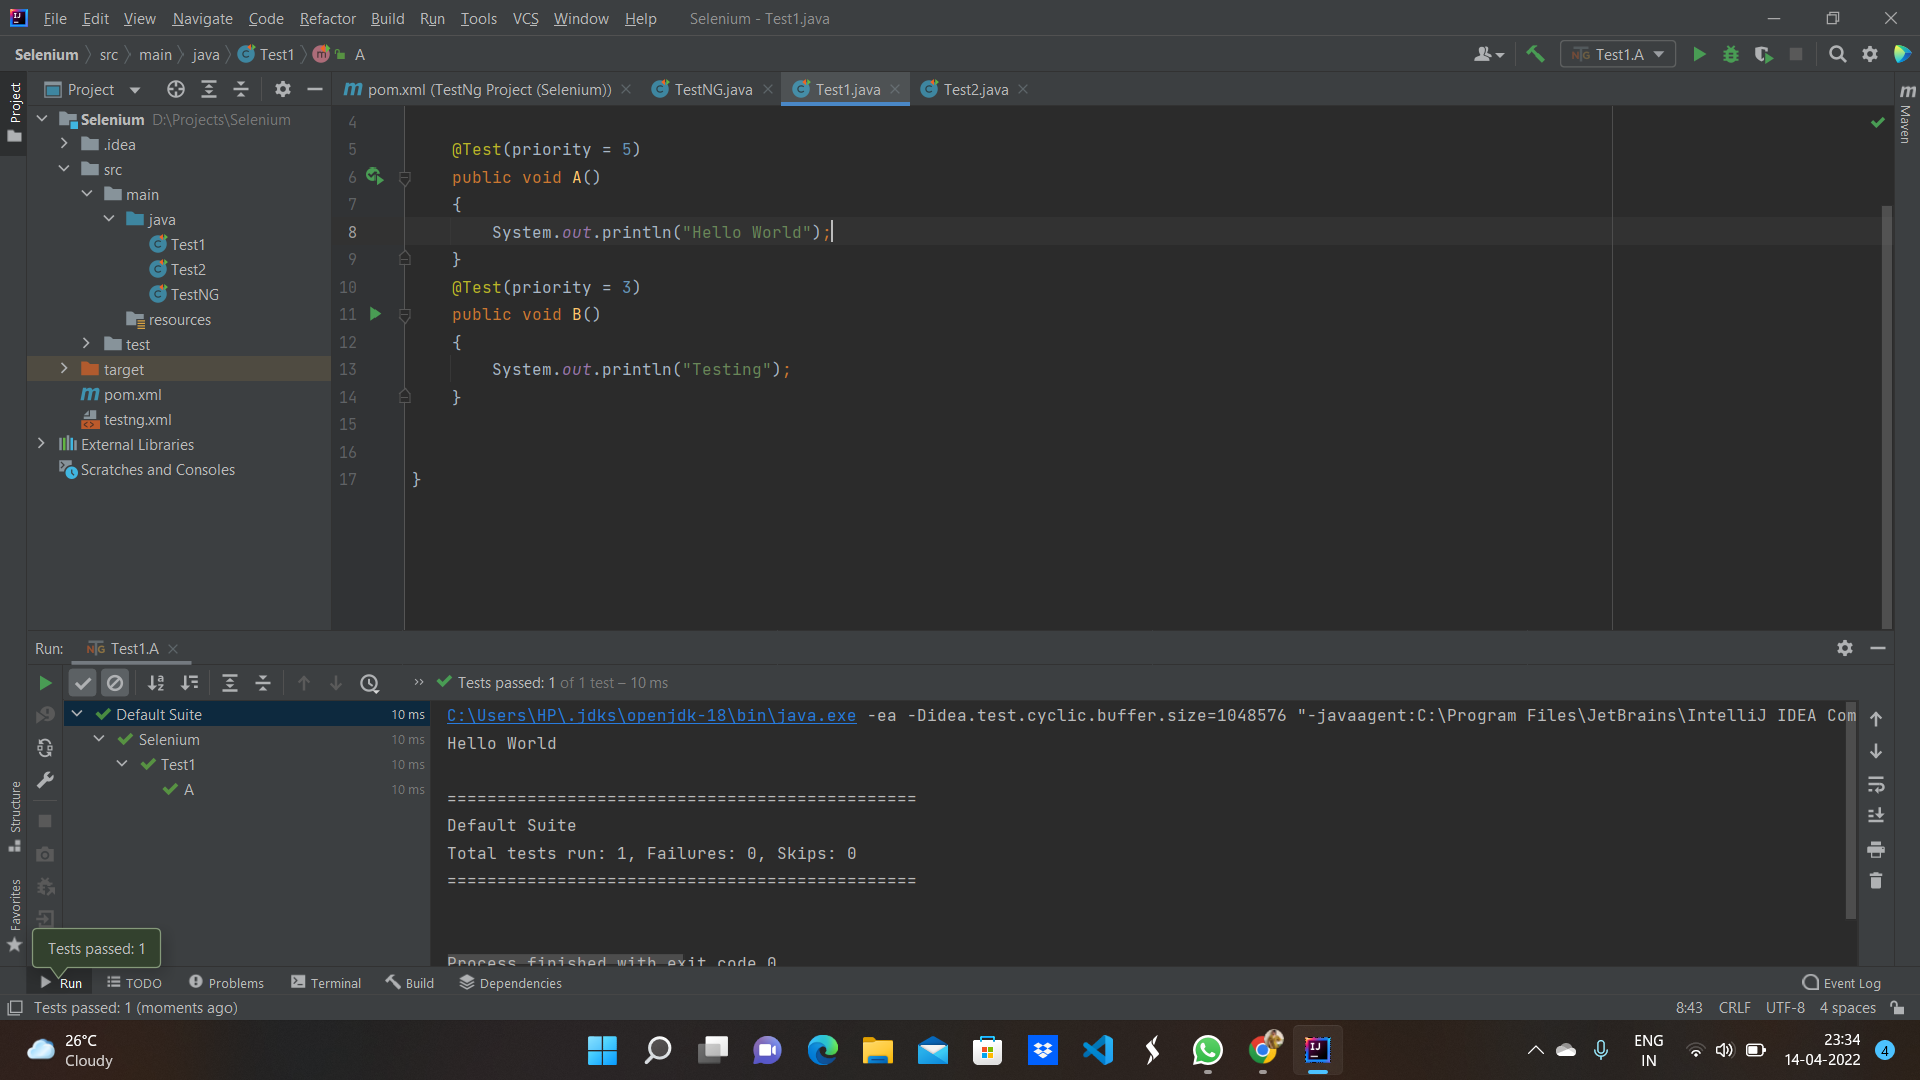 File Edit View Navigate Code Refactor Build Run Tools VCS Window Help Selenium - Test1.java
Selenium src main java Test1 m A
Test1.A
Project
pom.xml (TestNg Project (Selenium)) TestNG.java Test1.java Test2.java
Project
Maven
Selenium D:\Projects\Selenium
.idea
src
main
java
Test1
Test2
TestNG
resources
test
target
pom.xml
testng.xml
External Libraries
Scratches and Consoles
4
5 @Test(priority = 5)
6 public void A()
7 {
8 System.out.println("Hello World");
9 }
10 @Test(priority = 3)
11 public void B()
12 {
13 System.out.println("Testing");
14 }
15
16
17 }
Run: Test1.A
Tests passed: 1 of 1 test – 10 ms
Default Suite 10 ms
Selenium 10 ms
Test1 10 ms
A 10 ms
C:\Users\HP\.jdks\openjdk-18\bin\java.exe -ea -Didea.test.cyclic.buffer.size=1048576 "-javaagent:C:\Program Files\JetBrains\IntelliJ IDEA Com
Hello World
===============================================
Default Suite
Total tests run: 1, Failures: 0, Skips: 0
===============================================
Process finished with exit code 0
Structure
Favorites
Tests passed: 1
Run TODO Problems Terminal Build Dependencies Event Log
Tests passed: 1 (moments ago) 8:43 CRLF UTF-8 4 spaces
26°C
Cloudy
ENG
IN
23:34
14-04-2022
4